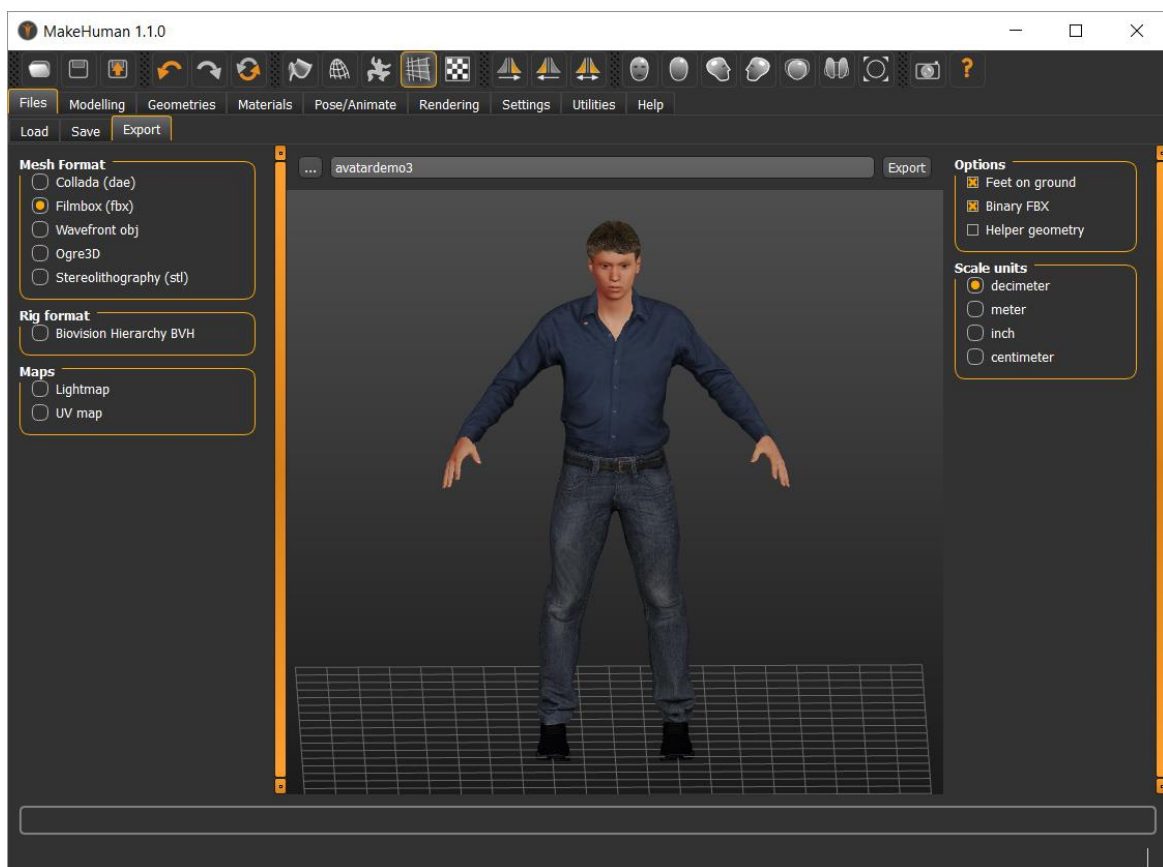 MakeHuman 1.1.0
Files Modelling Geometries Materials Pose/Animate Rendering Settings Utilities Help
Load Save Export
Mesh Format
Collada (dae)
Filmbox (fbx)
Wavefront obj
Ogre3D
Stereolithography (stl)
Rig format
Biovision Hierarchy BVH
Maps
Lightmap
UV map
... avatardemo3 Export
Options
Feet on ground
Binary FBX
Helper geometry
Scale units
decimeter
meter
inch
centimeter